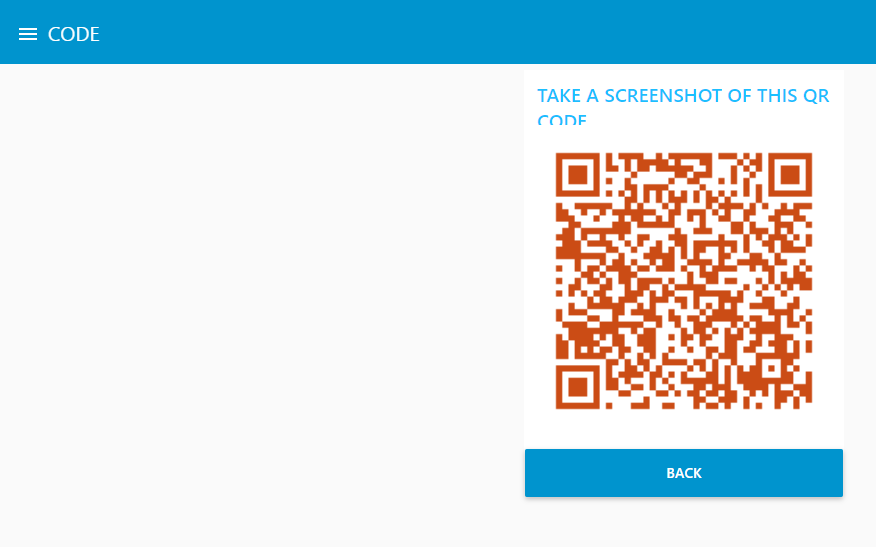 CODE
TAKE A SCREENSHOT OF THIS QR
CODE
BACK